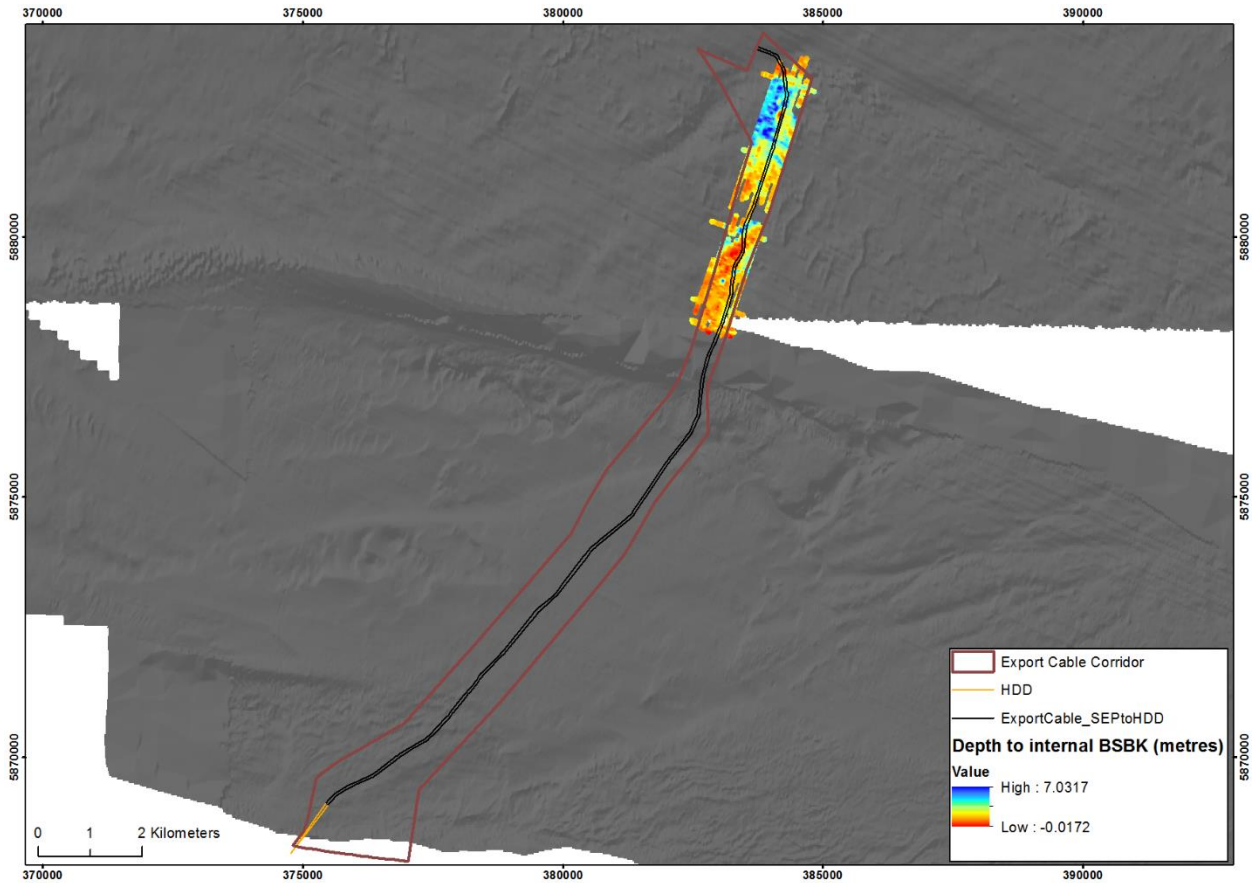 370000 375000 380000 385000 390000
5880000 5880000
5875000 5875000
5870000 5870000
Export Cable Corridor
HDD
ExportCable_SEPtoHDD
Depth to internal BSBK (metres)
Value
High : 7.0317
Low : -0.0172
0 1 2 Kilometers
370000 375000 380000 385000 390000